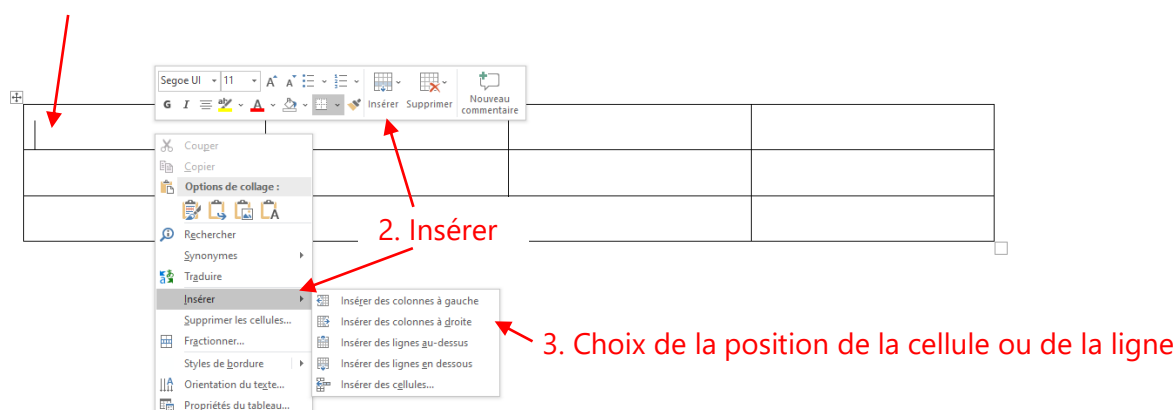 Segoe UI 11 A A
G I ab A Insérer Supprimer Nouveau commentaire
Couper
Copier
Options de collage :
Rechercher
Synonymes
Traduire
Insérer
Supprimer les cellules...
Fractionner...
Styles de bordure
Orientation du texte...
Propriétés du tableau...
2. Insérer
Insérer des colonnes à gauche
Insérer des colonnes à droite
Insérer des lignes au-dessus
Insérer des lignes en dessous
Insérer des cellules...
3. Choix de la position de la cellule ou de la ligne